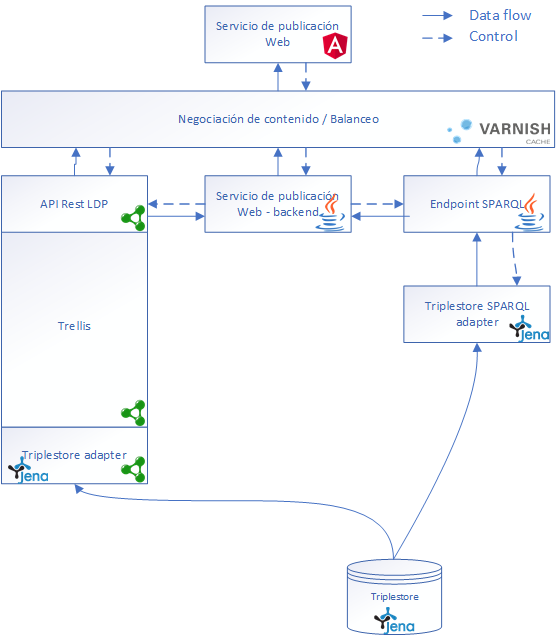 Servicio de publicación
Web
Data flow
Control
Negociación de contenido / Balanceo
VARNISH
CACHE
API Rest LDP
Servicio de publicación
Web - backend
Endpoint SPARQL
Trellis
Triplestore SPARQL
adapter
Jena
Triplestore adapter
Jena
Triplestore
Jena